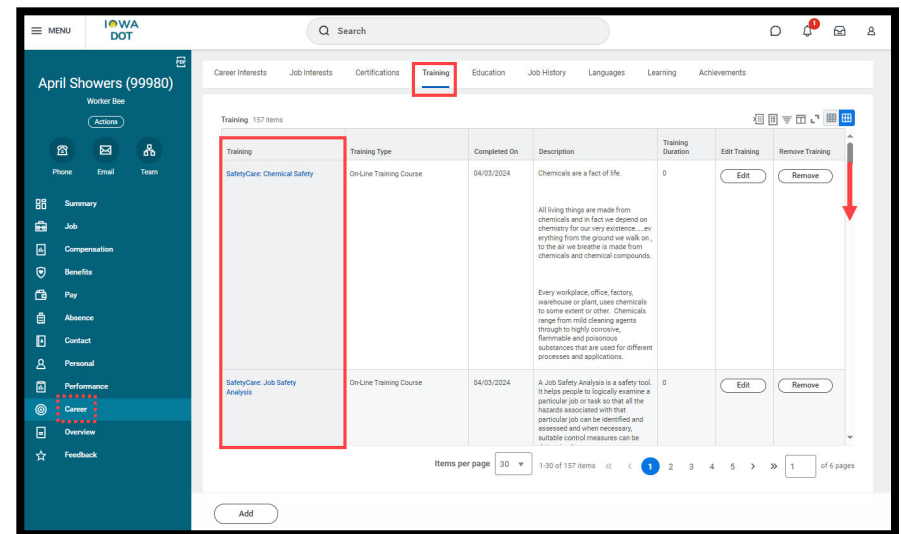 MENU
IOWA
DOT
Search
1
PDF
April Showers (99980)
Worker Bee
Actions
Phone Email Team
Summary
Job
Compensation
Benefits
Pay
Absence
Contact
Personal
Performance
Career
Overview
Feedback
Career Interests Job Interests Certifications Training Education Job History Languages Learning Achievements
Training 157 items
Training Training Type Completed On Description Training Duration Edit Training Remove Training
SafetyCare: Chemical Safety On-Line Training Course 04/03/2024 Chemicals are a fact of life. 0 Edit Remove
All living things are made from
chemicals and in fact we depend on
chemistry for our very existence....ev
erything from the ground we walk on ,
to the air we breathe is made from
chemicals and chemical compounds.
Every workplace, office, factory,
warehouse or plant, uses chemicals
to some extent or other. Chemicals
range from mild cleaning agents
through to highly corrosive,
flammable and poisonous
substances that are used for different
processes and applications.
SafetyCare: Job Safety
Analysis
On-Line Training Course 04/03/2024 A Job Safety Analysis is a safety tool. 0 Edit Remove
It helps people to logically examine a
particular job or task so that all the
hazards associated with that
particular job can be identified and
assessed and when necessary,
suitable control measures can be
Items per page 30 1-30 of 157 items 1 2 3 4 5 1 of 6 pages
Add